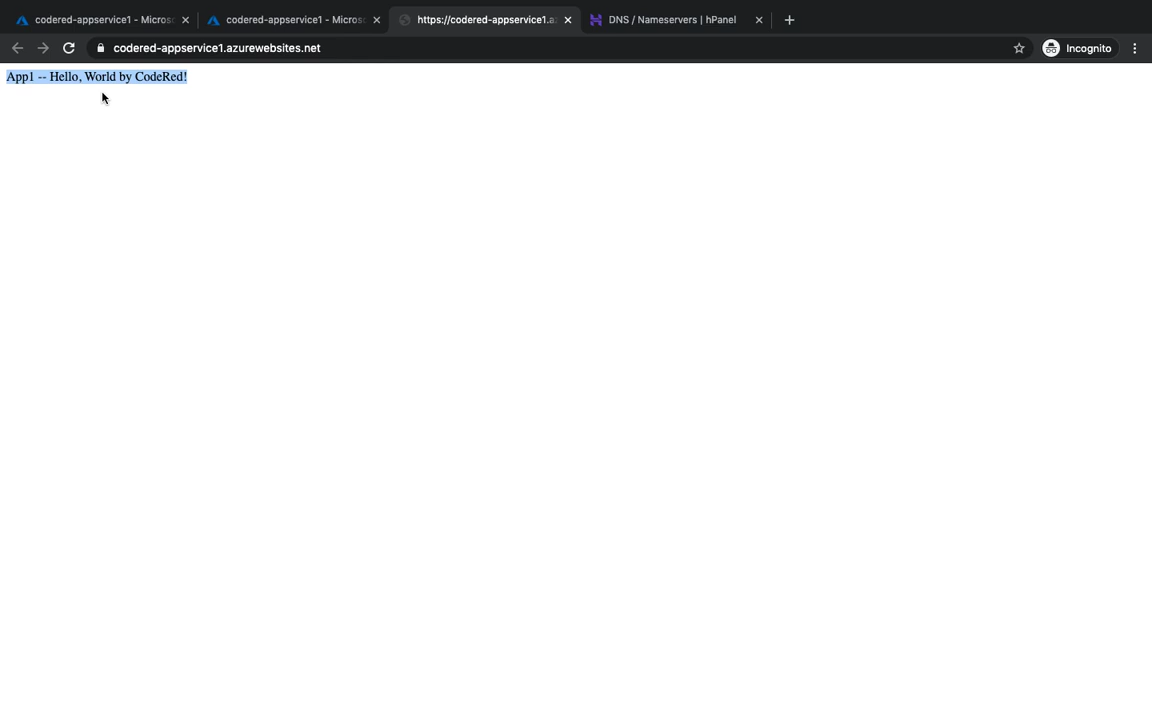 codered-appservice1 - Micros
codered-appservice1 - Micros
https://codered-appservice1.a
DNS / Nameservers | hPanel
codered-appservice1.azurewebsites.net
Incognito
App1 -- Hello, World by CodeRed!